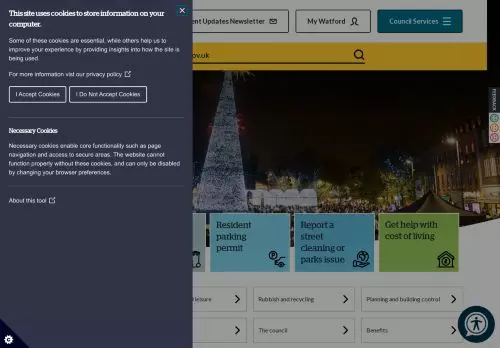 This site uses cookies to store information on your
computer.
Some of these cookies are essential, while others help us to
improve your experience by providing insights into how the site is
being used.
For more information visit our privacy policy
I Accept Cookies
I Do Not Accept Cookies
Necessary Cookies
Necessary cookies enable core functionality such as page
navigation and access to secure areas. The website cannot
function properly without these cookies, and can only be disabled
by changing your browser preferences.
About this tool
Updates Newsletter
My Watford
Council Services
ov.uk
FEEDBACK
Resident
parking
permit
Report a
street
cleaning or
parks issue
Get help with
cost of living
leisure
Rubbish and recycling
Planning and building control
The council
Benefits